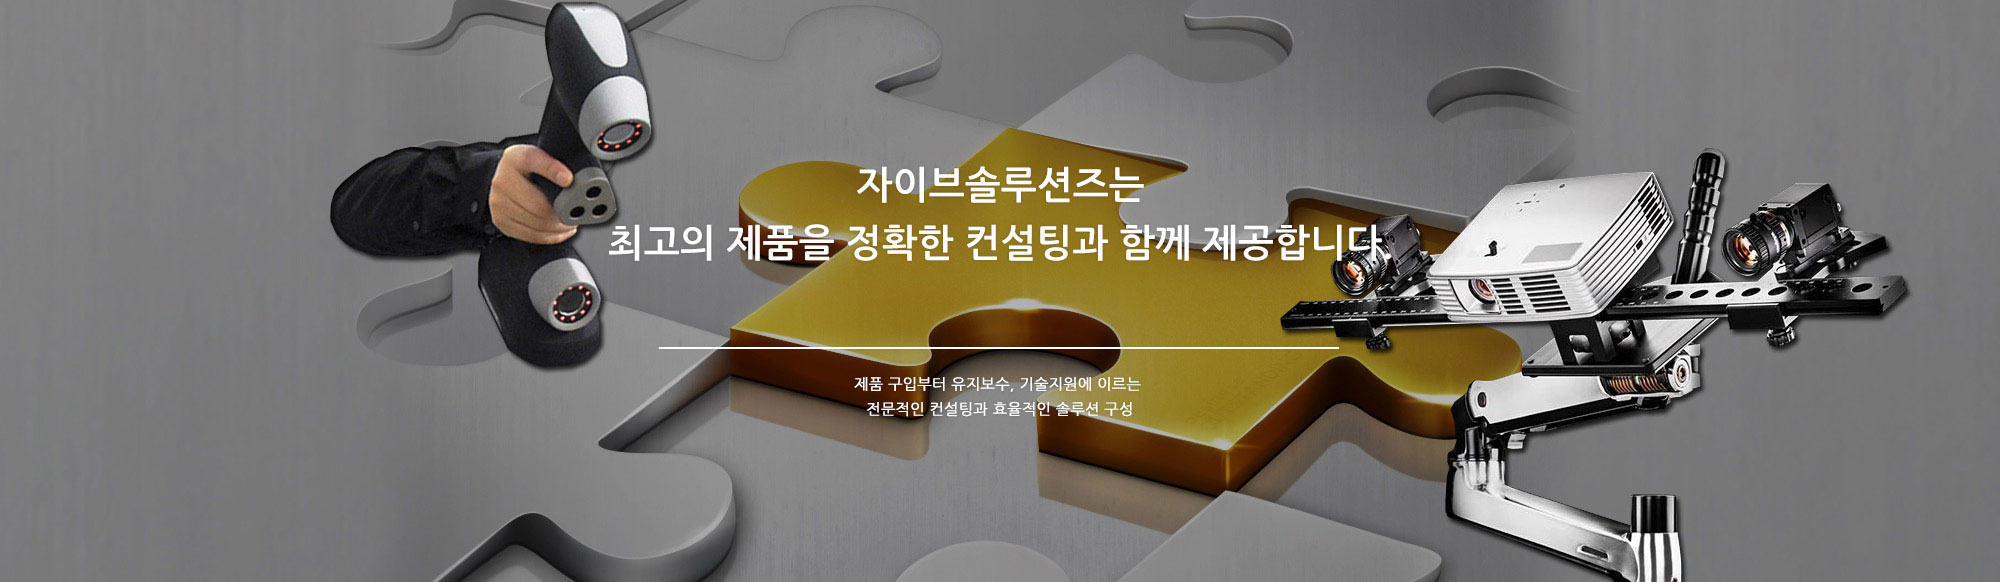 자이브솔루션즈는
최고의 제품을 정확한 컨설팅과 함께 제공합니다
제품 구입부터 유지보수, 기술지원에 이르는
전문적인 컨설팅과 효율적인 솔루션 구성